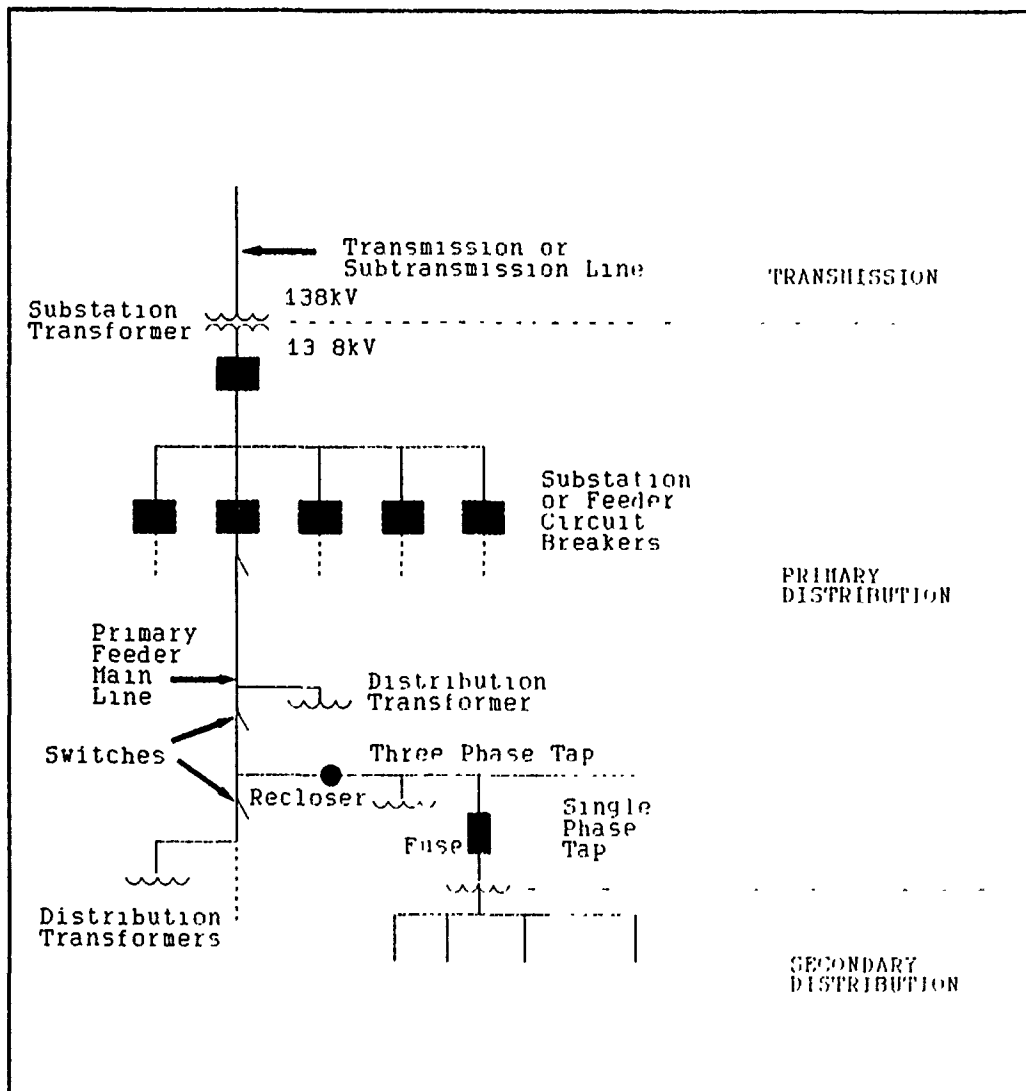 Transmission or
Subtransmission Line
TRANSMISSION
138kV
Substation
Transformer
13 8kV
Substation
or Feeder
Circuit
Breakers
PRIMARY
DISTRIBUTION
Primary
Feeder
Main
Line
Distribution
Transformer
Switches
Three Phase Tap
Recloser
Single
Phase
Tap
Fuse
Distribution
Transformers
SECONDARY
DISTRIBUTION